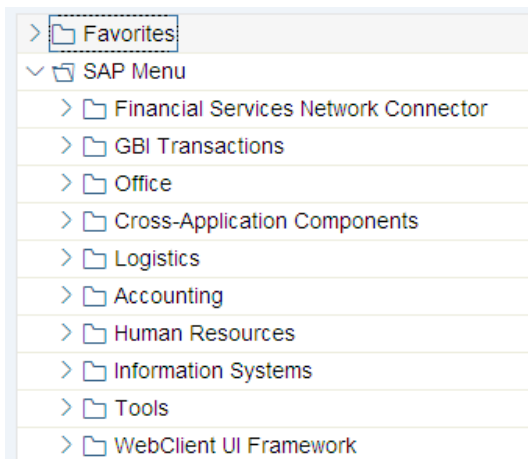 Favorites
SAP Menu
Financial Services Network Connector
GBI Transactions
Office
Cross-Application Components
Logistics
Accounting
Human Resources
Information Systems
Tools
WebClient UI Framework